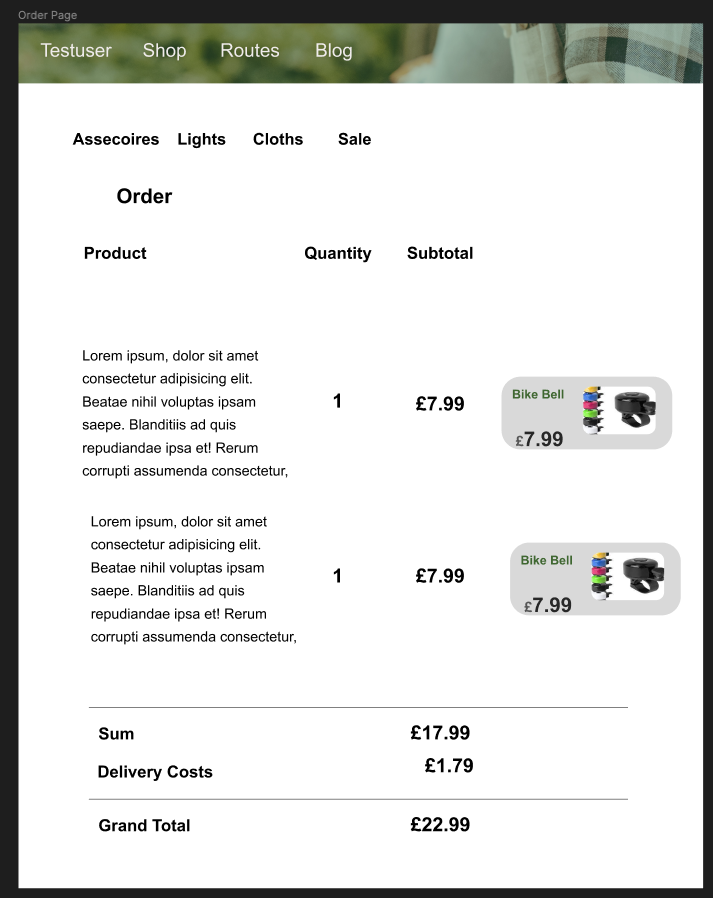 Order Page
Testuser Shop Routes Blog
Assecoires Lights Cloths Sale
Order
Product Quantity Subtotal
Lorem ipsum, dolor sit amet
consectetur adipisicing elit.
Beatae nihil voluptas ipsam
saepe. Blanditiis ad quis
repudiandae ipsa et! Rerum
corrupti assumenda consectetur,
1
£7.99
Bike Bell
£7.99
Lorem ipsum, dolor sit amet
consectetur adipisicing elit.
Beatae nihil voluptas ipsam
saepe. Blanditiis ad quis
repudiandae ipsa et! Rerum
corrupti assumenda consectetur,
1
£7.99
Bike Bell
£7.99
Sum £17.99
Delivery Costs £1.79
Grand Total £22.99